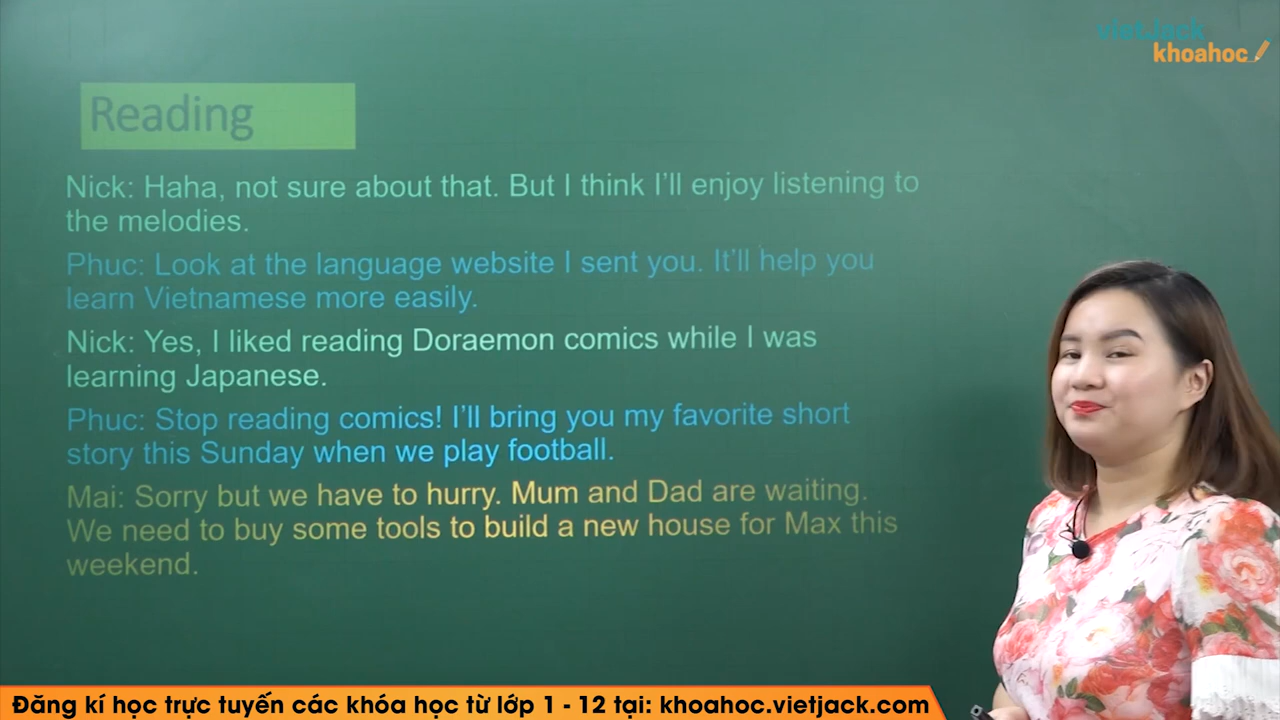 vietjack
khoahoc
Reading
Nick: Haha, not sure about that. But I think I’ll enjoy listening to
the melodies.
Phuc: Look at the language website I sent you. It’ll help you
learn Vietnamese more easily.
Nick: Yes, I liked reading Doraemon comics while I was
learning Japanese.
Phuc: Stop reading comics! I’ll bring you my favorite short
story this Sunday when we play football.
Mai: Sorry but we have to hurry. Mum and Dad are waiting.
We need to buy some tools to build a new house for Max this
weekend.
Đăng kí học trực tuyến các khóa học từ lớp 1 - 12 tại: khoahoc.vietjack.com